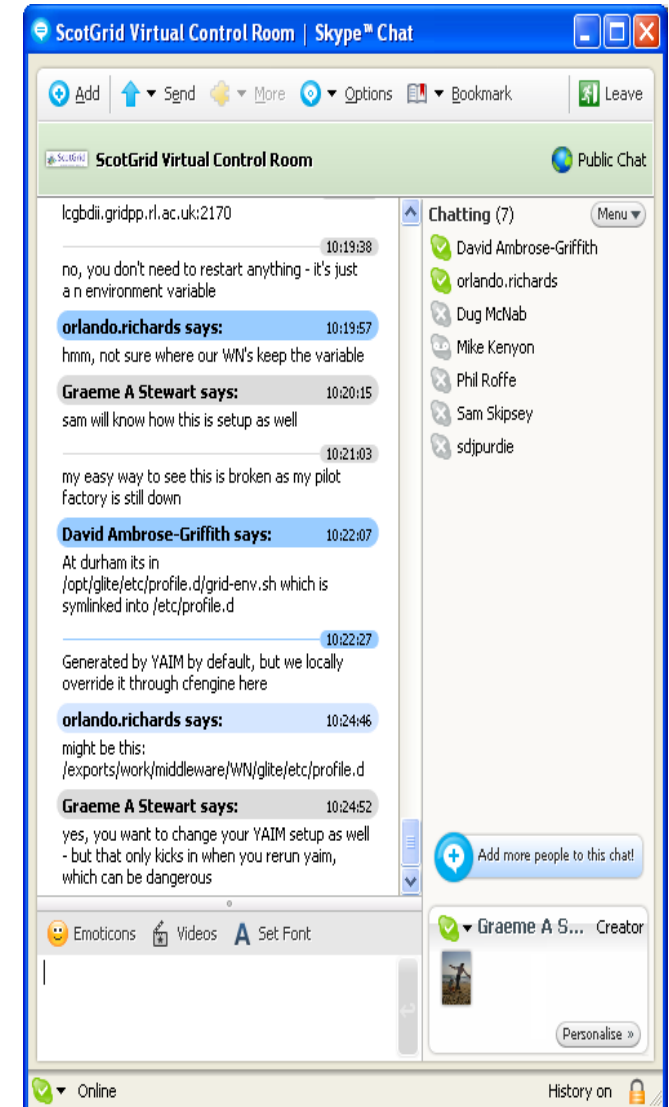 ScotGrid Virtual Control Room | Skype™ Chat
Add Send More Options Bookmark Leave
ScotGrid ScotGrid Virtual Control Room Public Chat
lcgbdii.gridpp.rl.ac.uk:2170
10:19:38
no, you don't need to restart anything - it's just
a n environment variable
orlando.richards says: 10:19:57
hmm, not sure where our WN's keep the variable
Graeme A Stewart says: 10:20:15
sam will know how this is setup as well
10:21:03
my easy way to see this is broken as my pilot
factory is still down
David Ambrose-Griffith says: 10:22:07
At durham its in
/opt/glite/etc/profile.d/grid-env.sh which is
symlinked into /etc/profile.d
10:22:27
Generated by YAIM by default, but we locally
override it through cfengine here
orlando.richards says: 10:24:46
might be this:
/exports/work/middleware/WN/glite/etc/profile.d
Graeme A Stewart says: 10:24:52
yes, you want to change your YAIM setup as well
- but that only kicks in when you rerun yaim,
which can be dangerous
Emoticons Videos A Set Font
Chatting (7) Menu
David Ambrose-Griffith
orlando.richards
Dug McNab
Mike Kenyon
Phil Roffe
Sam Skipsey
sdjpurdie
Add more people to this chat!
Graeme A S... Creator
Personalise »
Online History on